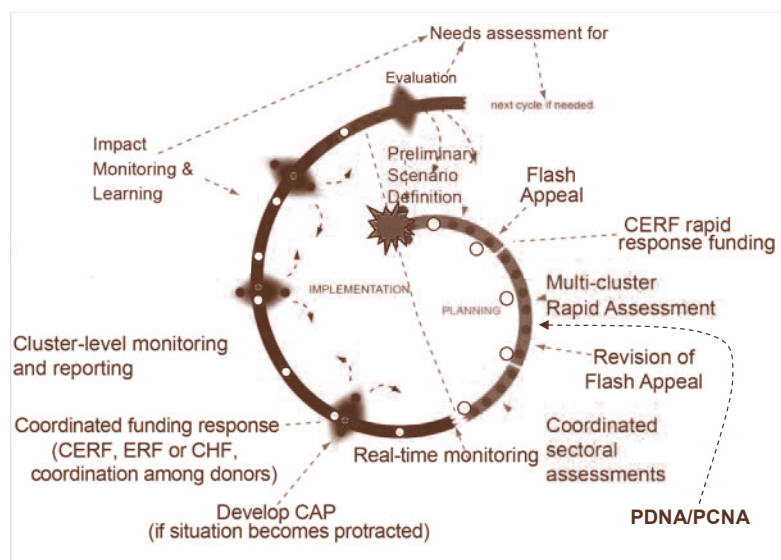 Needs assessment for
Evaluation
next cycle if needed
Impact
Monitoring &
Learning
Preliminary
Scenario
Definition
Flash
Appeal
CERF rapid
response funding
IMPLEMENTATION
PLANNING
Multi-cluster
Rapid Assessment
Cluster-level monitoring
and reporting
Revision of
Flash Appeal
Coordinated funding response
(CERF, ERF or CHF,
coordination among donors)
Real-time monitoring
Coordinated
sectoral
assessments
Develop CAP
(if situation becomes protracted)
PDNA/PCNA